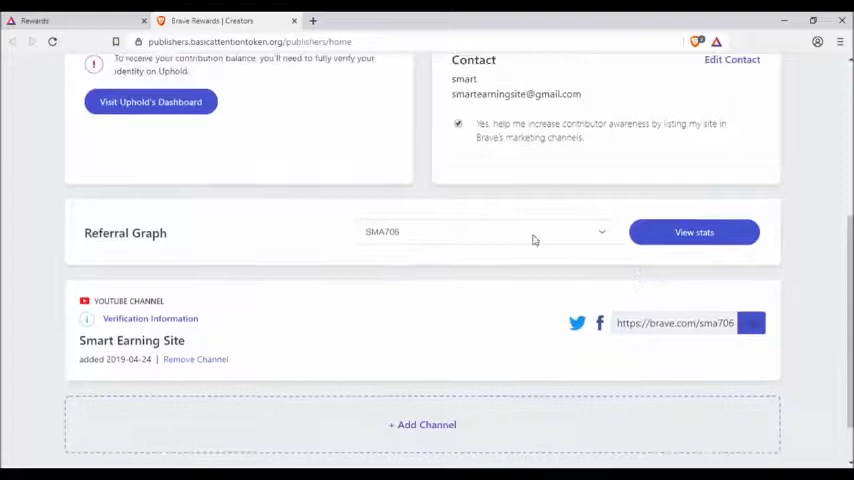 Rewards
Brave Rewards | Creators
publishers.basicattentiontoken.org/publishers/home
To receive your contribution balance, you'll need to fully verify your
identity on Uphold.
Visit Uphold's Dashboard
Contact
Edit Contact
smart
smartearningsite@gmail.com
Yes, help me increase contributor awareness by listing my site in
Brave's marketing channels.
Referral Graph
SMA706
View stats
YOUTUBE CHANNEL
Verification Information
Smart Earning Site
added 2019-04-24 | Remove Channel
https://brave.com/sma706
+ Add Channel